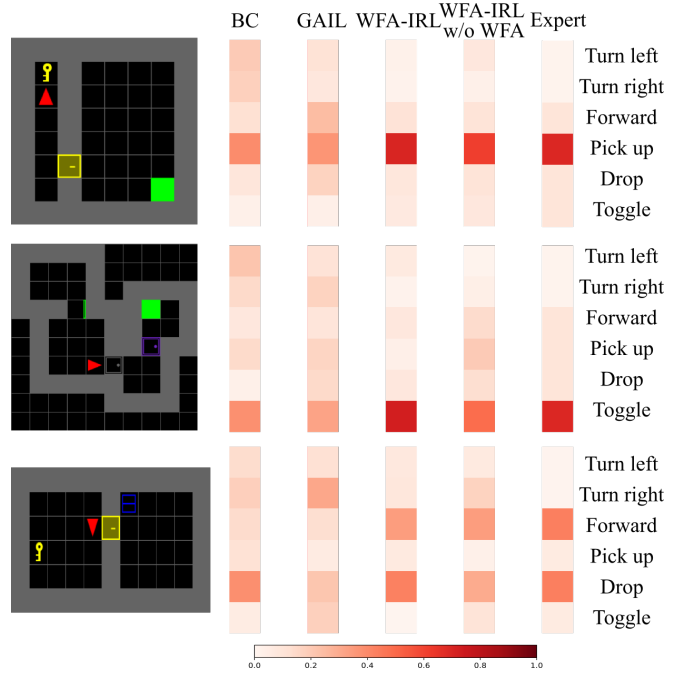 BC GAIL WFA-IRL WFA-IRL w/o WFA Expert
Turn left
Turn right
Forward
Pick up
Drop
Toggle
Turn left
Turn right
Forward
Pick up
Drop
Toggle
Turn left
Turn right
Forward
Pick up
Drop
Toggle
0.0 0.2 0.4 0.6 0.8 1.0